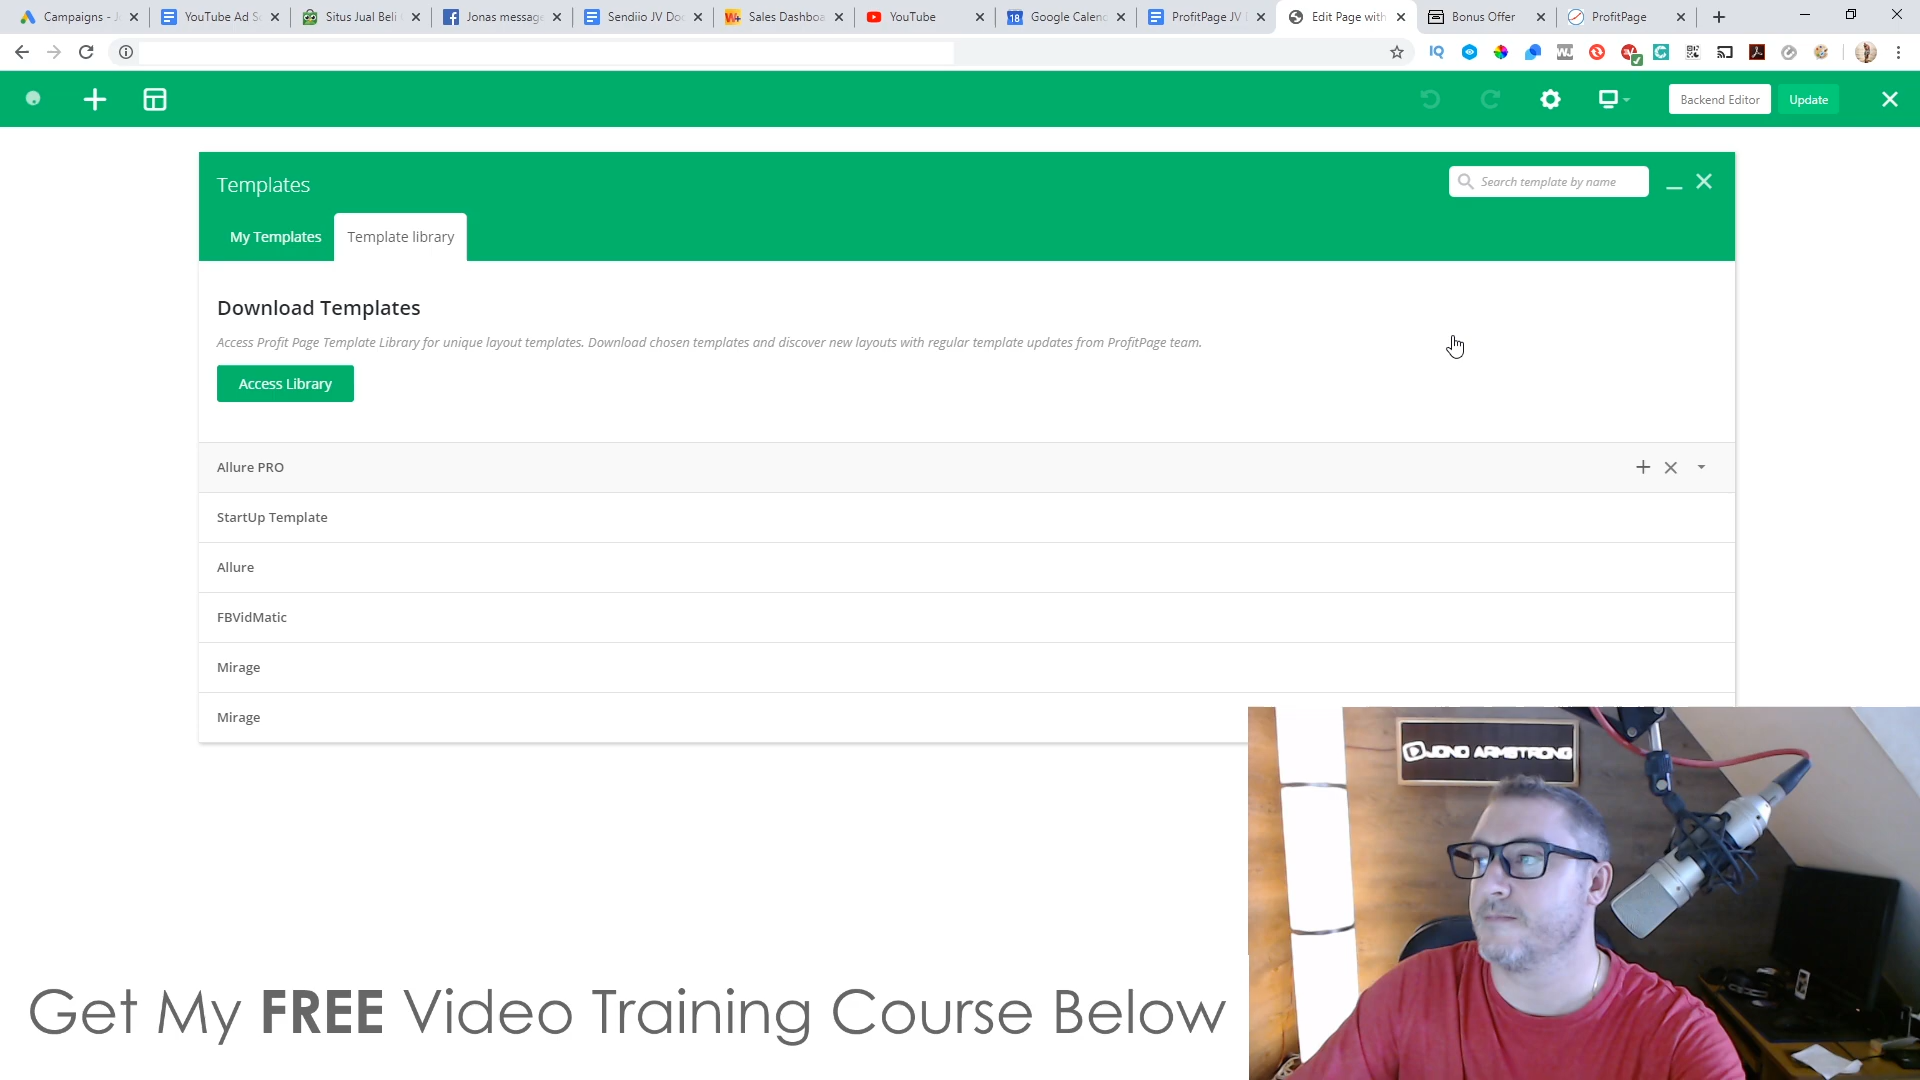 Campaigns - J
YouTube Ad Sc
Situs Jual Beli
Jonas message
Sendiio JV Doc
Sales Dashboa
YouTube
Google Calend
ProfitPage JV
Edit Page with
Bonus Offer
ProfitPage
Backend Editor
Update
Templates
Search template by name
My Templates
Template library
Download Templates
Access Profit Page Template Library for unique layout templates. Download chosen templates and discover new layouts with regular template updates from ProfitPage team.
Access Library
Allure PRO
StartUp Template
Allure
FBVidMatic
Mirage
Mirage
JONO ARMSTRONG
Get My FREE Video Training Course Below